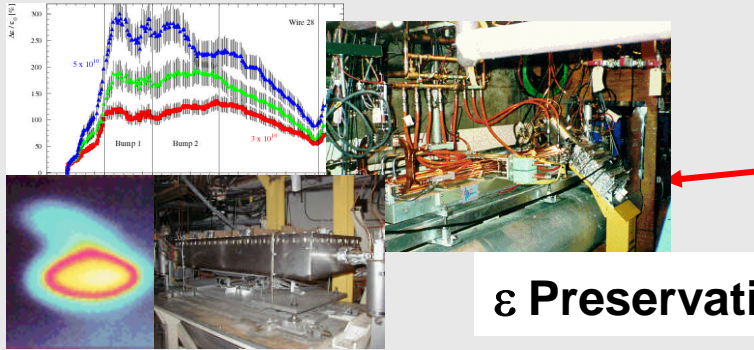 Δε / ε₀ [%]
Wire 28
300
250
200
150
100
50
0
5 x 10¹⁰
3 x 10¹⁰
Bump 1
Bump 2
ε Preservati